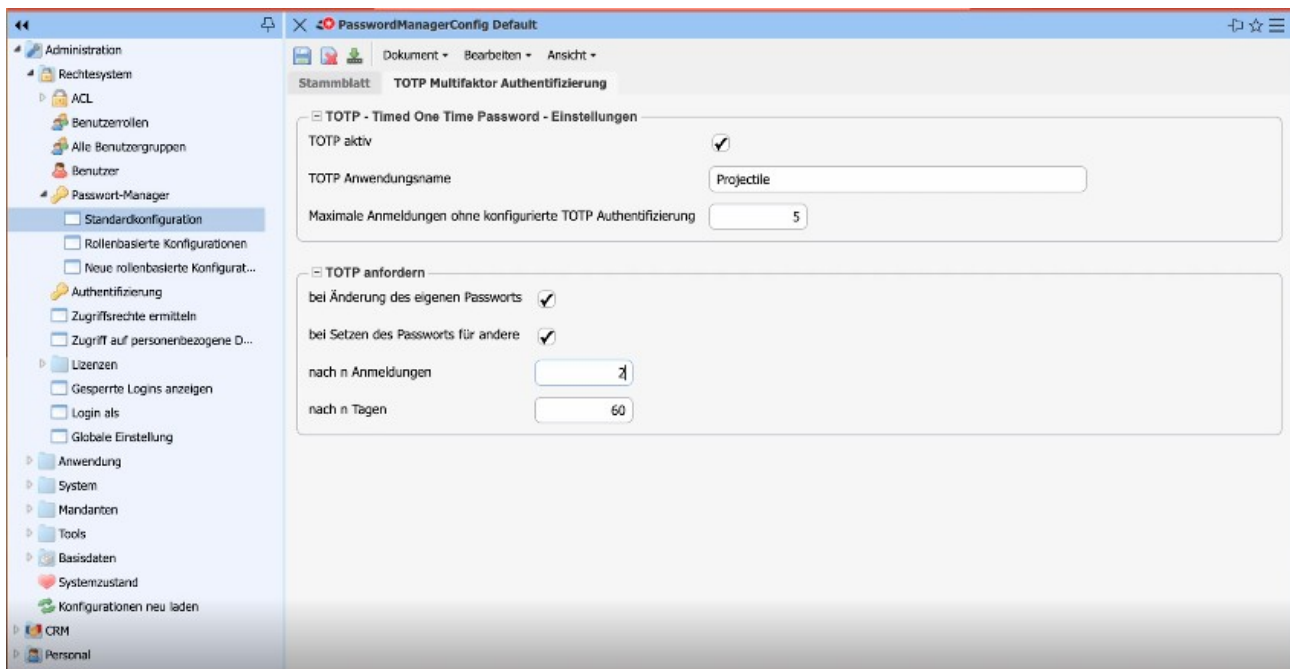 Administration
Rechtesystem
ACL
Benutzerrollen
Alle Benutzergruppen
Benutzer
Passwort-Manager
Standardkonfiguration
Rollenbasierte Konfigurationen
Neue rollenbasierte Konfigurat...
Authentifizierung
Zugriffsrechte ermitteln
Zugriff auf personenbezogene D...
Lizenzen
Gesperrte Logins anzeigen
Login als
Globale Einstellung
Anwendung
System
Mandanten
Tools
Basisdaten
Systemzustand
Konfigurationen neu laden
CRM
Personal
PasswordManagerConfig Default
Dokument Bearbeiten Ansicht
Stammblatt TOTP Multifaktor Authentifizierung
TOTP - Timed One Time Password - Einstellungen
TOTP aktiv
TOTP Anwendungsname Projectile
Maximale Anmeldungen ohne konfigurierte TOTP Authentifizierung 5
TOTP anfordern
bei Änderung des eigenen Passworts
bei Setzen des Passworts für andere
nach n Anmeldungen 2
nach n Tagen 60